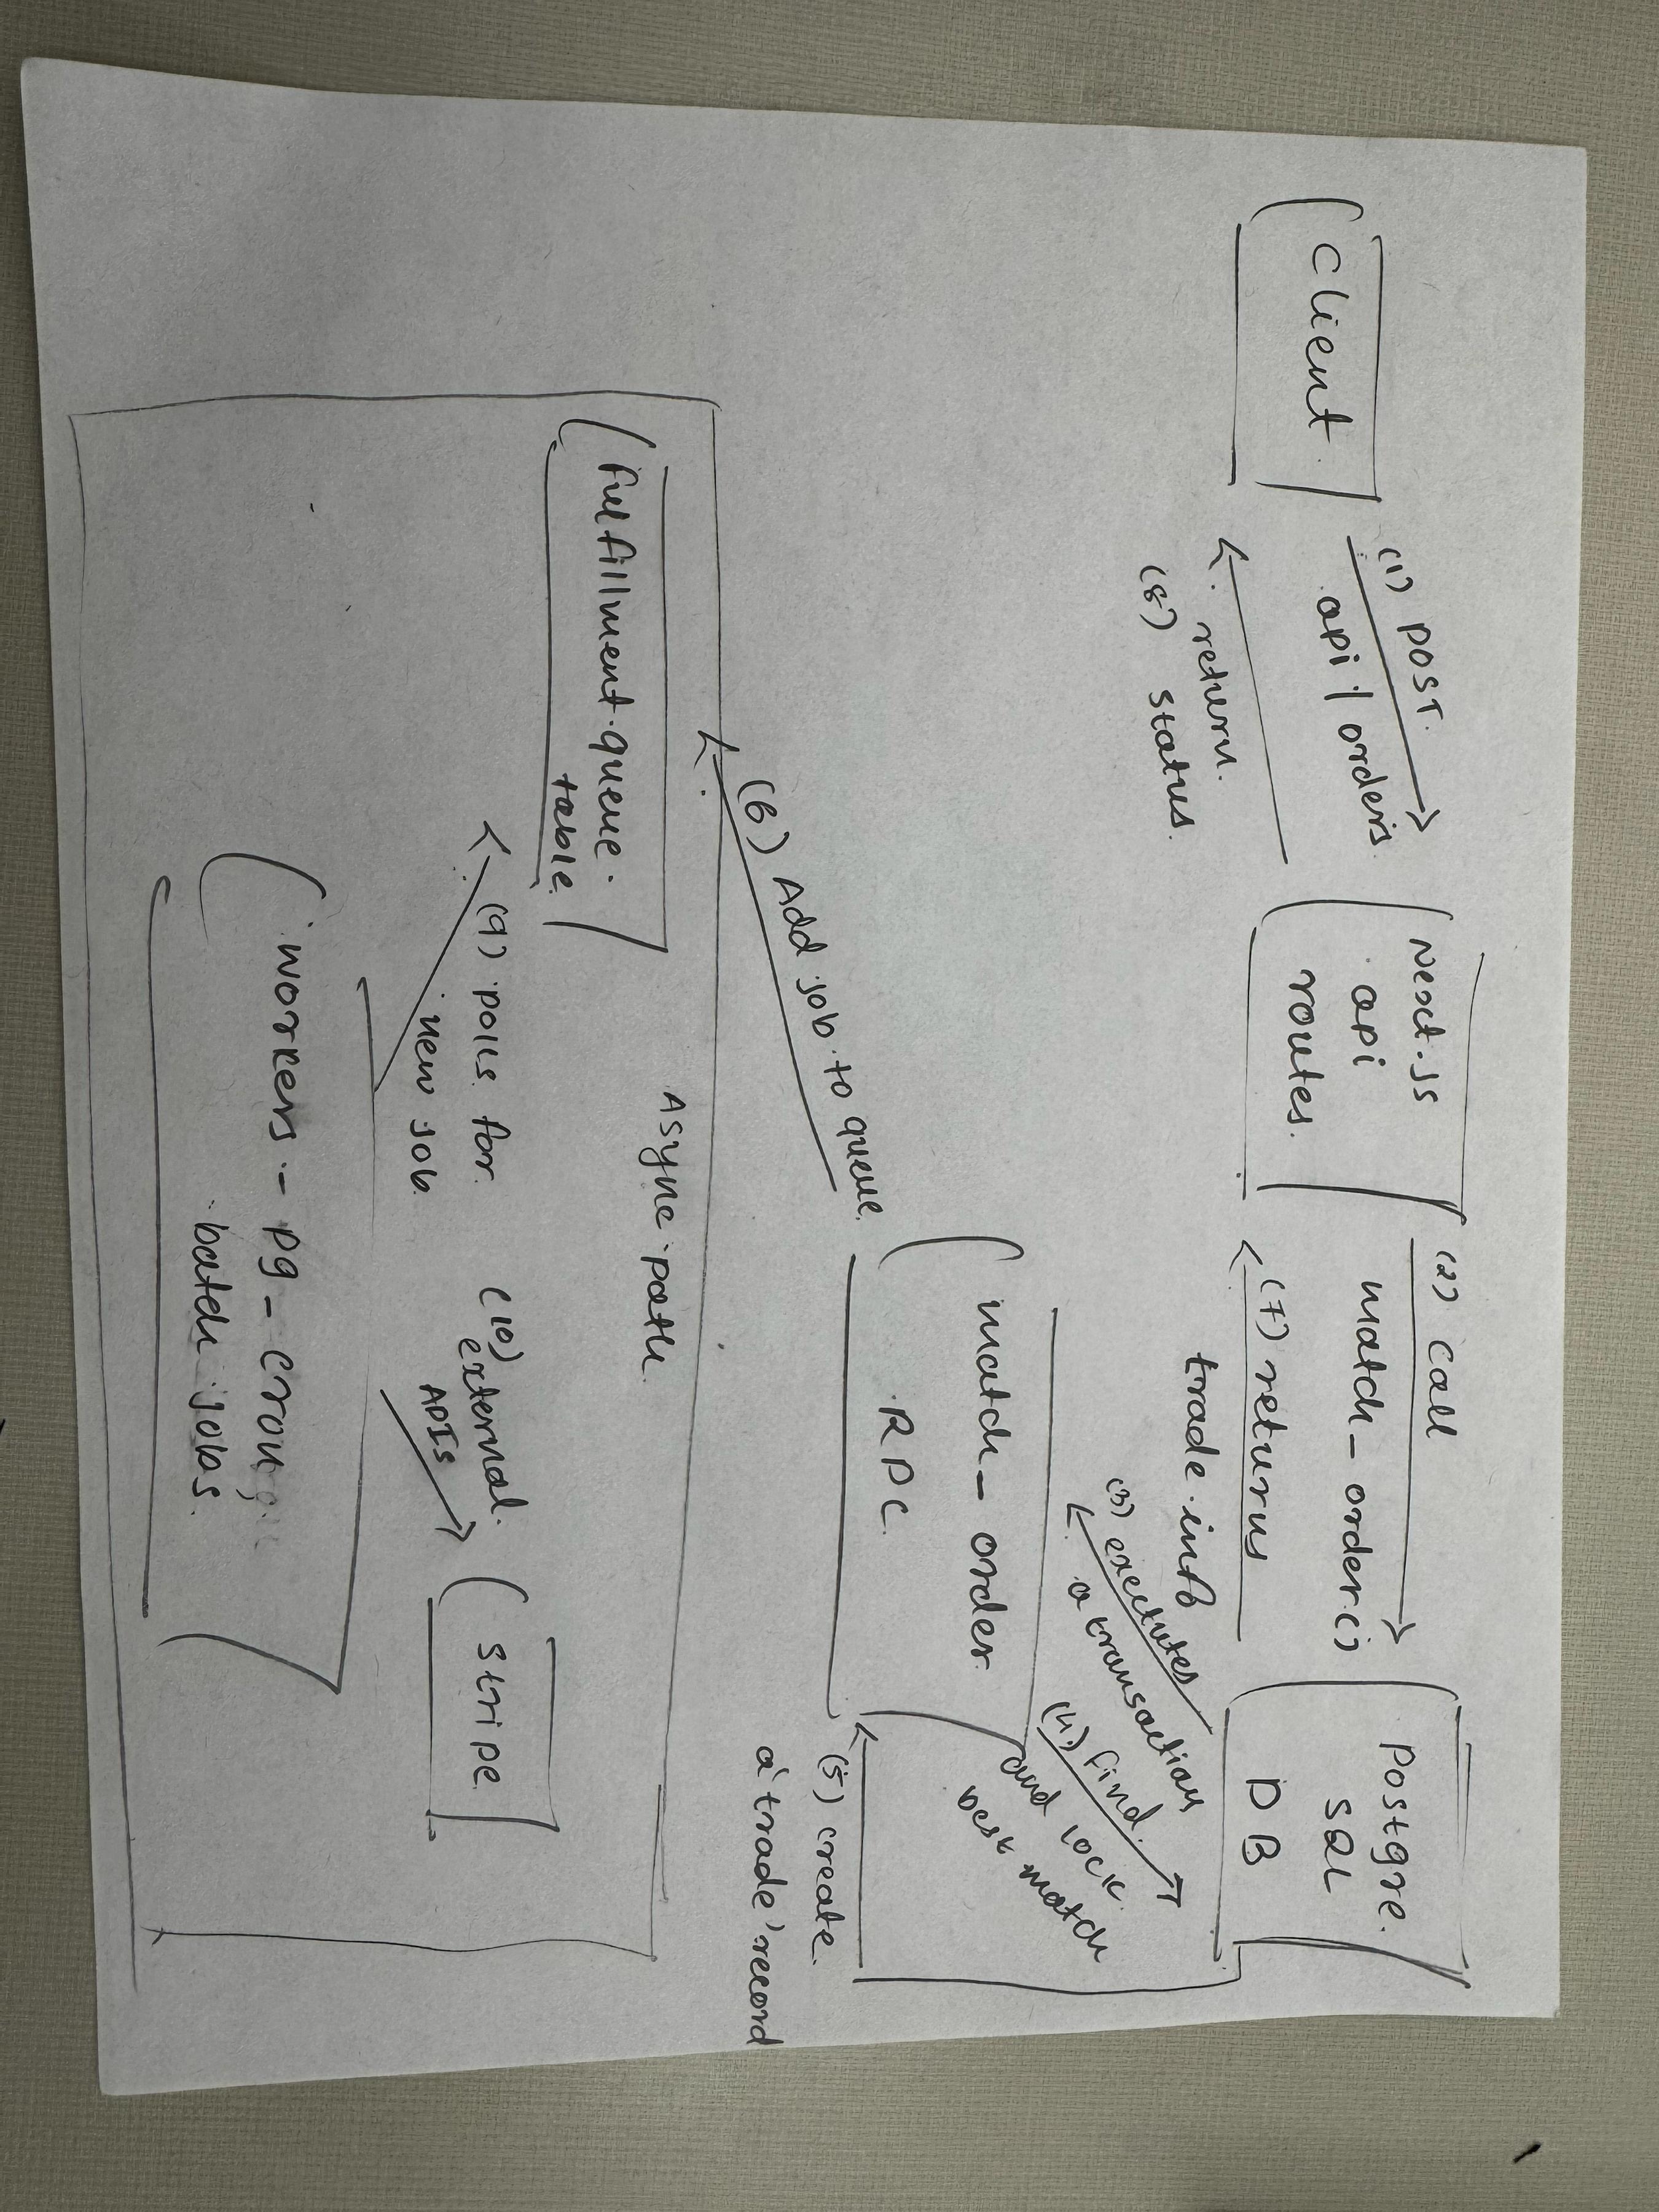 Client
(1) POST
api/orders
return
(8) status
Next.js
api
routes
(2) call
match_order()
(7) returns
trade info
Postgre
SQL
DB
(3) executes
a transaction
(4) find
and lock
best match
match_order
RPC
(5) create
a 'trade' record
(6) Add job to queue
Async path
fulfillment queue
table
(9) polls for
new job
(10)
external
APIs
stripe
workers - pg-cron
batch jobs